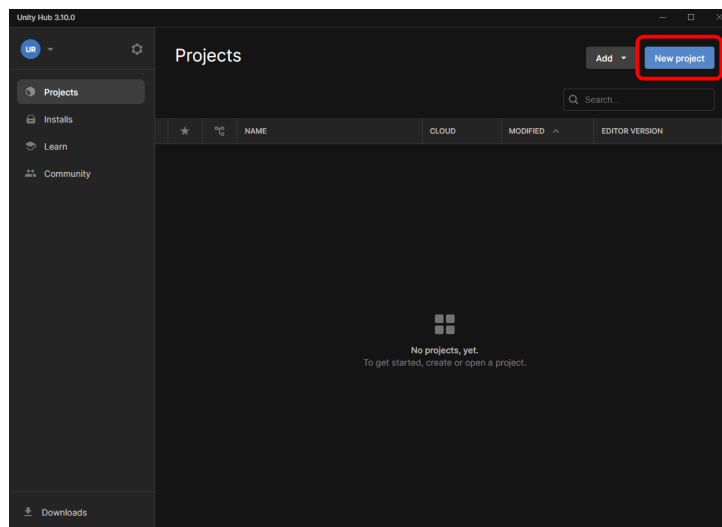 Unity Hub 3.10.0
UR
Projects
Add
New project
Projects
Installs
Learn
Community
Search...
NAME
CLOUD
MODIFIED
EDITOR VERSION
No projects, yet.
To get started, create or open a project.
Downloads